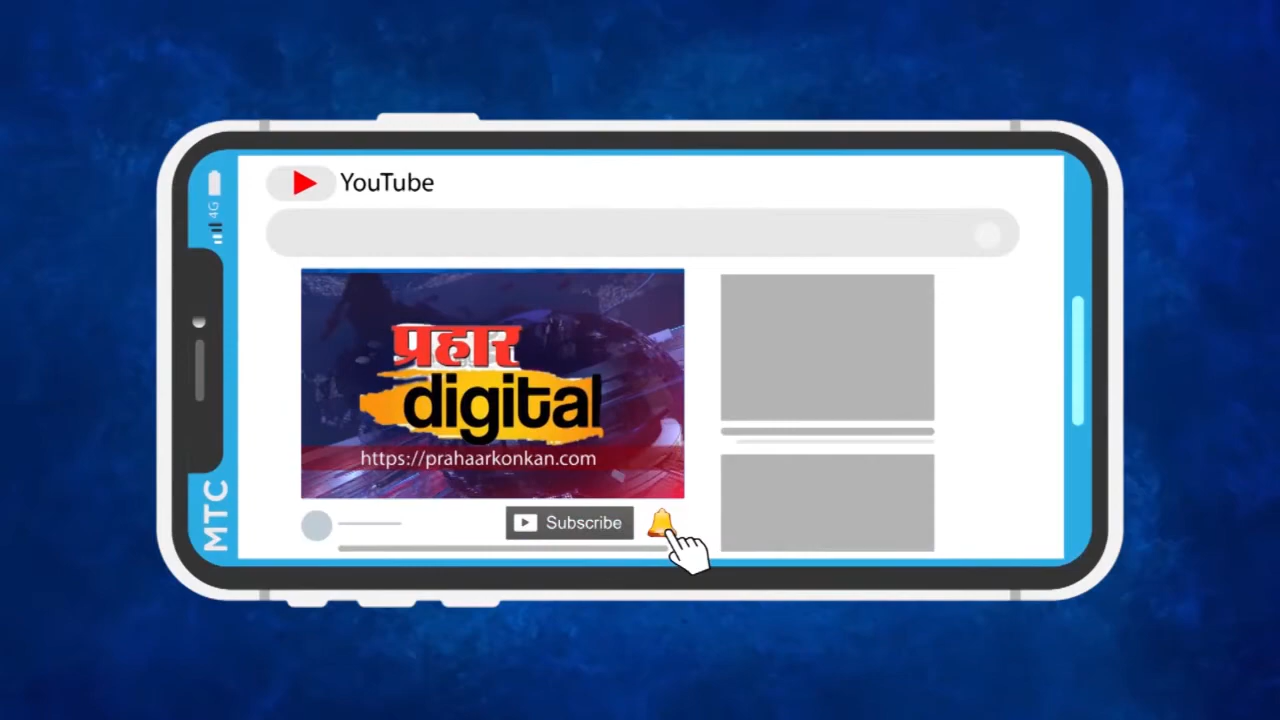 4G
MTC
YouTube
प्रहार
digital
https://prahaarkonkan.com
Subscribe